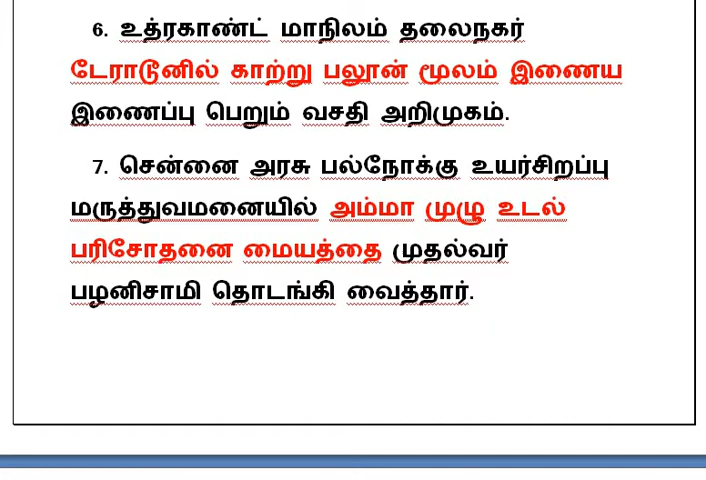 6. உத்ரகாண்ட் மாநிலம் தலைநகர்
டேராடூனில் காற்று பலூன் மூலம் இணைய
இணைப்பு பெறும் வசதி அறிமுகம்.
7. சென்னை அரசு பல்நோக்கு உயர்சிறப்பு
மருத்துவமனையில் அம்மா முழு உடல்
பரிசோதனை மையத்தை முதல்வர்
பழனிசாமி தொடங்கி வைத்தார்.